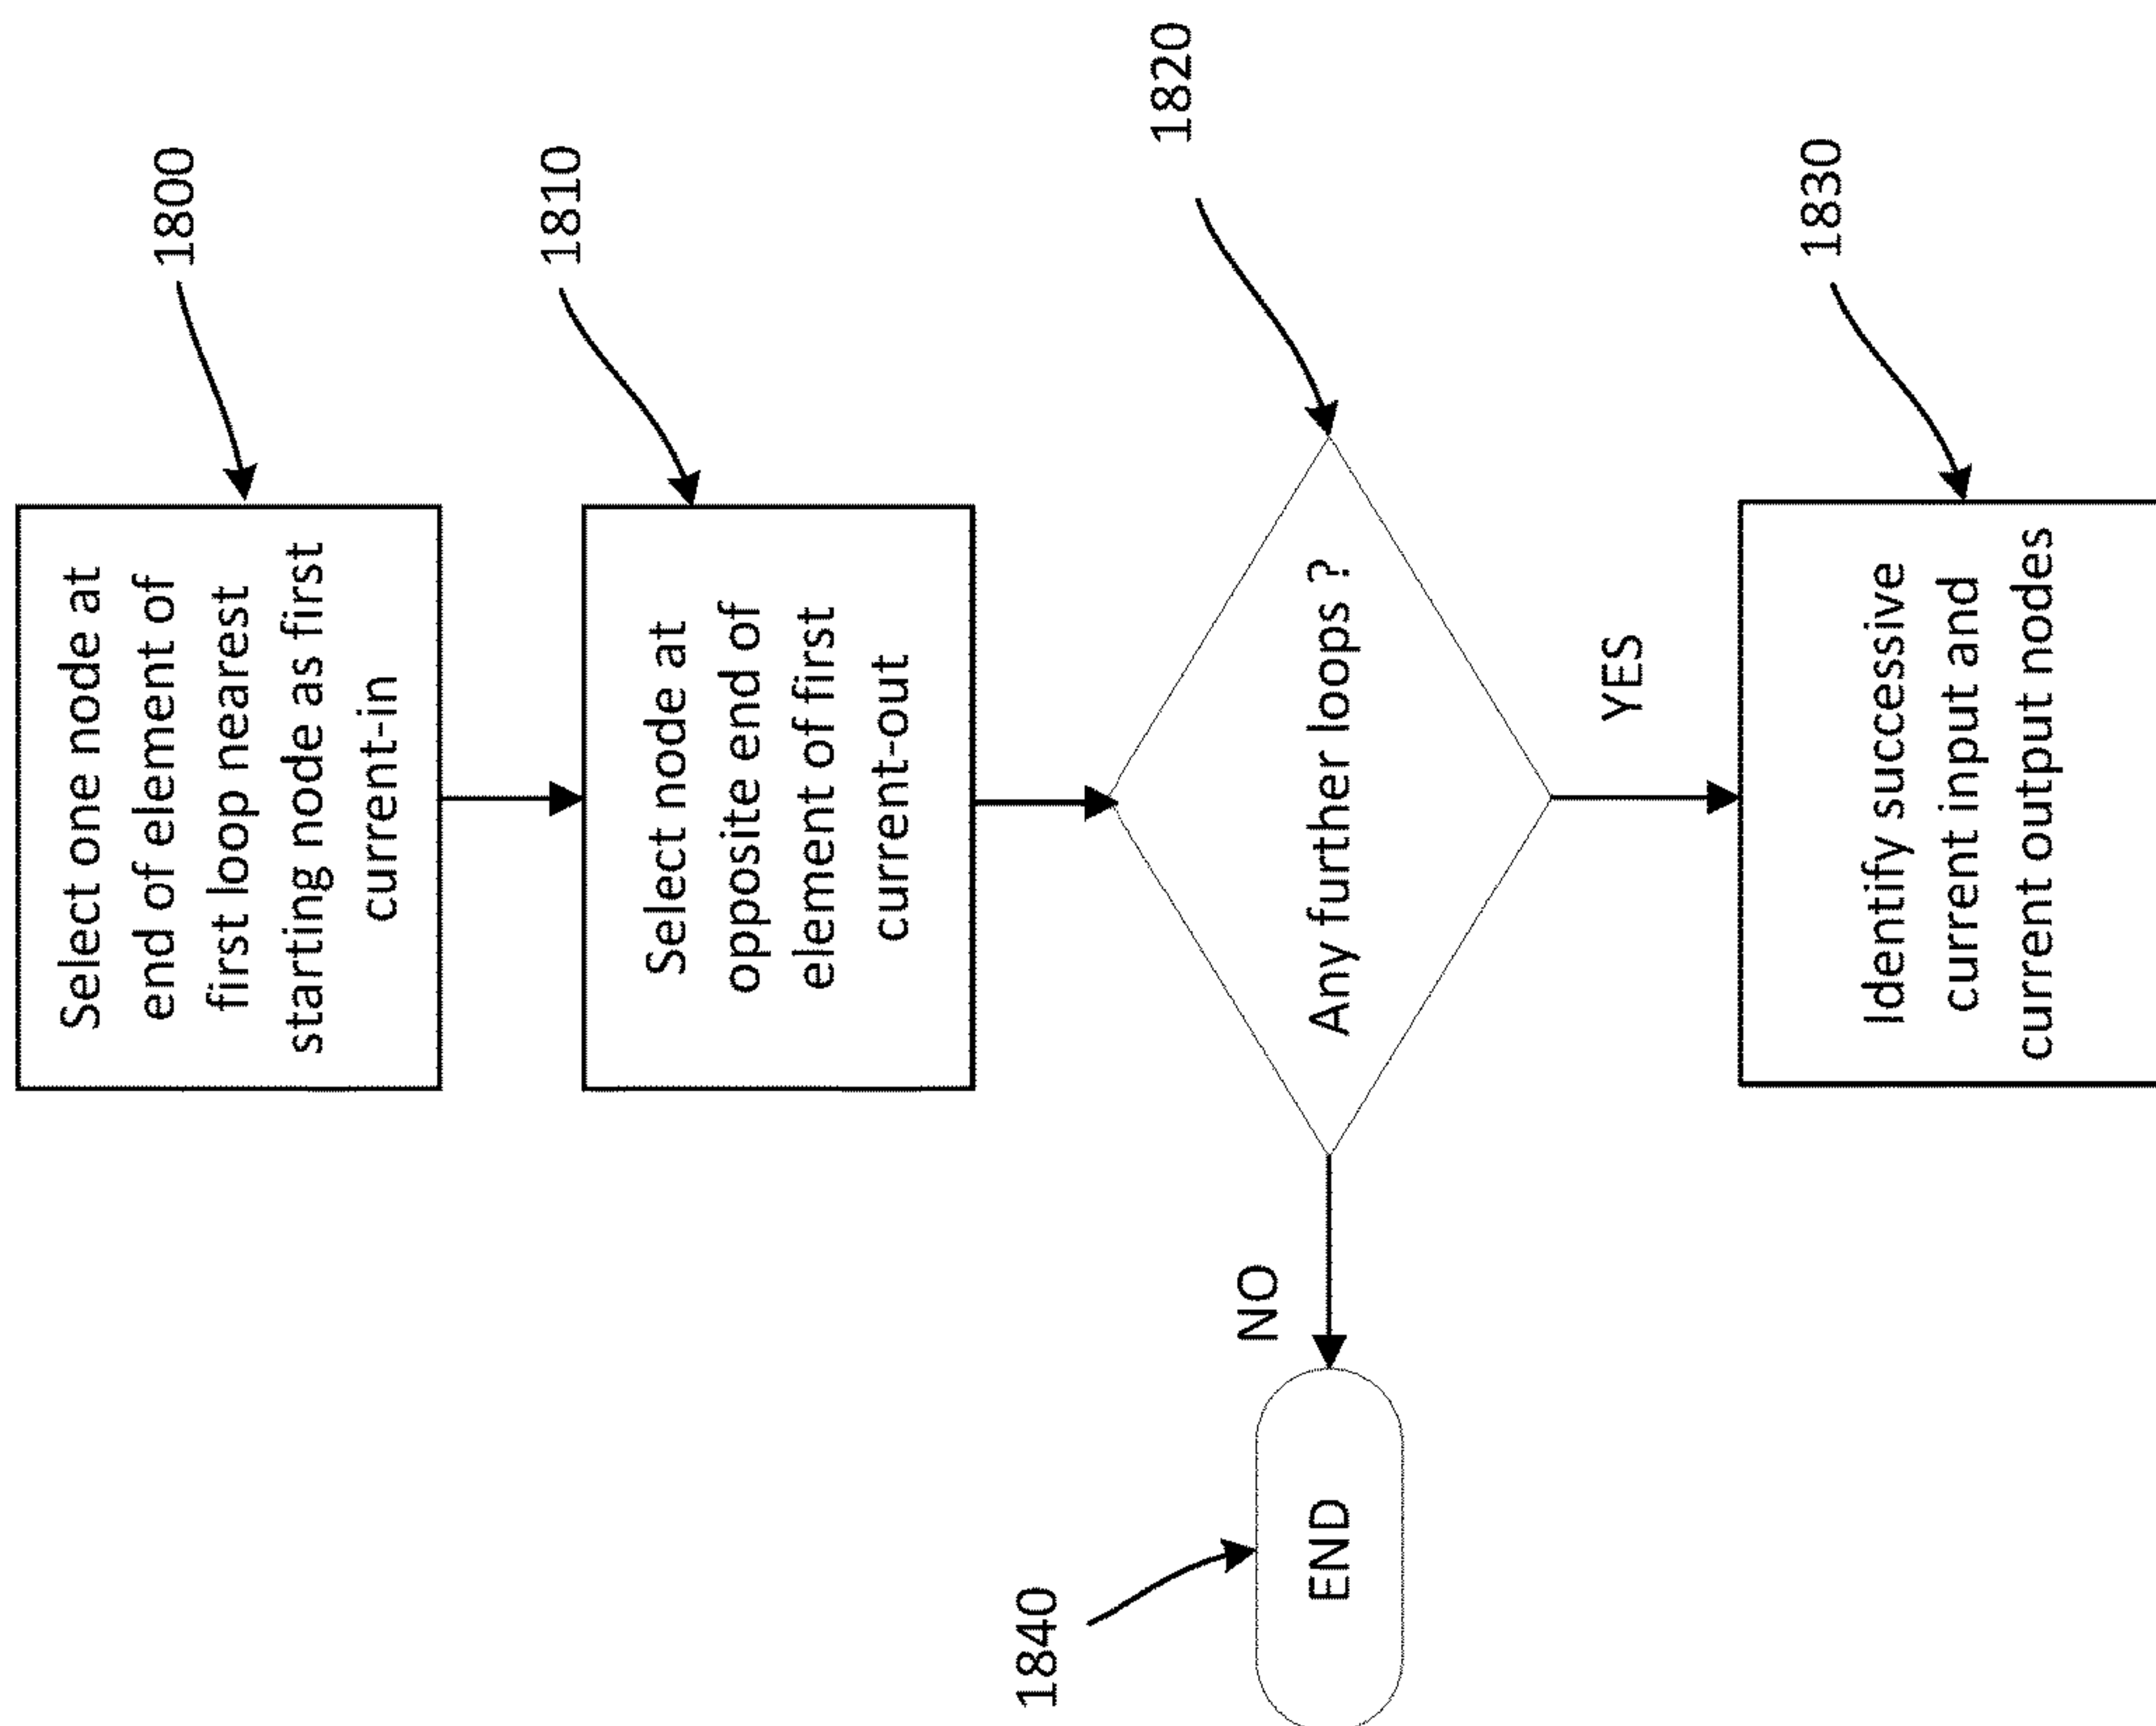 1800
Select one node at
end of element of
first loop nearest
starting node as first
current-in
1810
Select node at
opposite end of
element of first
current-out
1820
Any further loops ?
NO
YES
1840
END
1830
Identify successive
current input and
current output nodes